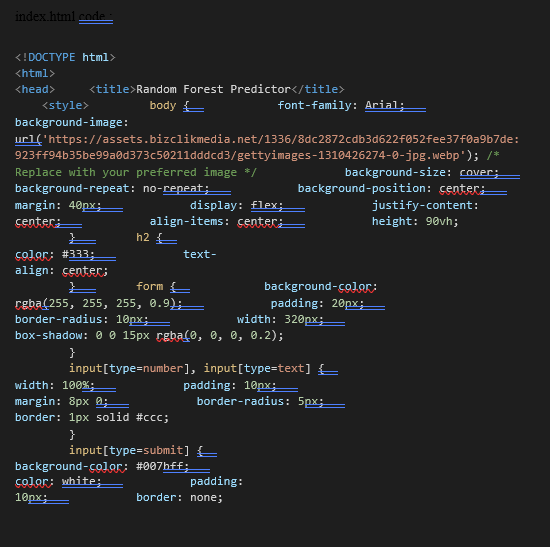 index.html code :
<!DOCTYPE html>
<html>
<head> <title>Random Forest Predictor</title>
<style> body { font-family: Arial;
background-image:
url('https://assets.bizclikmedia.net/1336/8dc2872cdb3d622f052fee37f0a9b7de:
923ff94b35be99a0d373c50211dddcd3/gettyimages-1310426274-0-jpg.webp'); /*
Replace with your preferred image */ background-size: cover;
background-repeat: no-repeat; background-position: center;
margin: 40px; display: flex; justify-content:
center; align-items: center; height: 90vh;
} h2 {
color: #333; text-
align: center;
} form { background-color:
rgba(255, 255, 255, 0.9); padding: 20px;
border-radius: 10px; width: 320px;
box-shadow: 0 0 15px rgba(0, 0, 0, 0.2);
}
input[type=number], input[type=text] {
width: 100%; padding: 10px;
margin: 8px 0; border-radius: 5px;
border: 1px solid #ccc;
}
input[type=submit] {
background-color: #007bff;
color: white; padding:
10px; border: none;